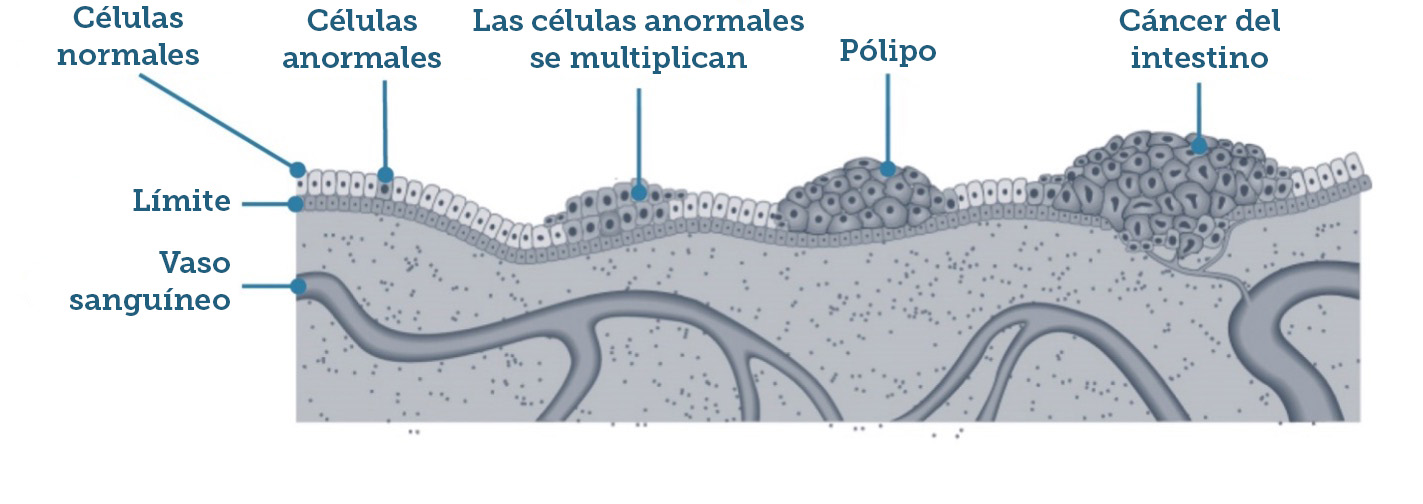 Células
normales
Células
anormales
Las células anormales
se multiplican
Pólipo
Cáncer del
intestino
Límite
Vaso
sanguíneo